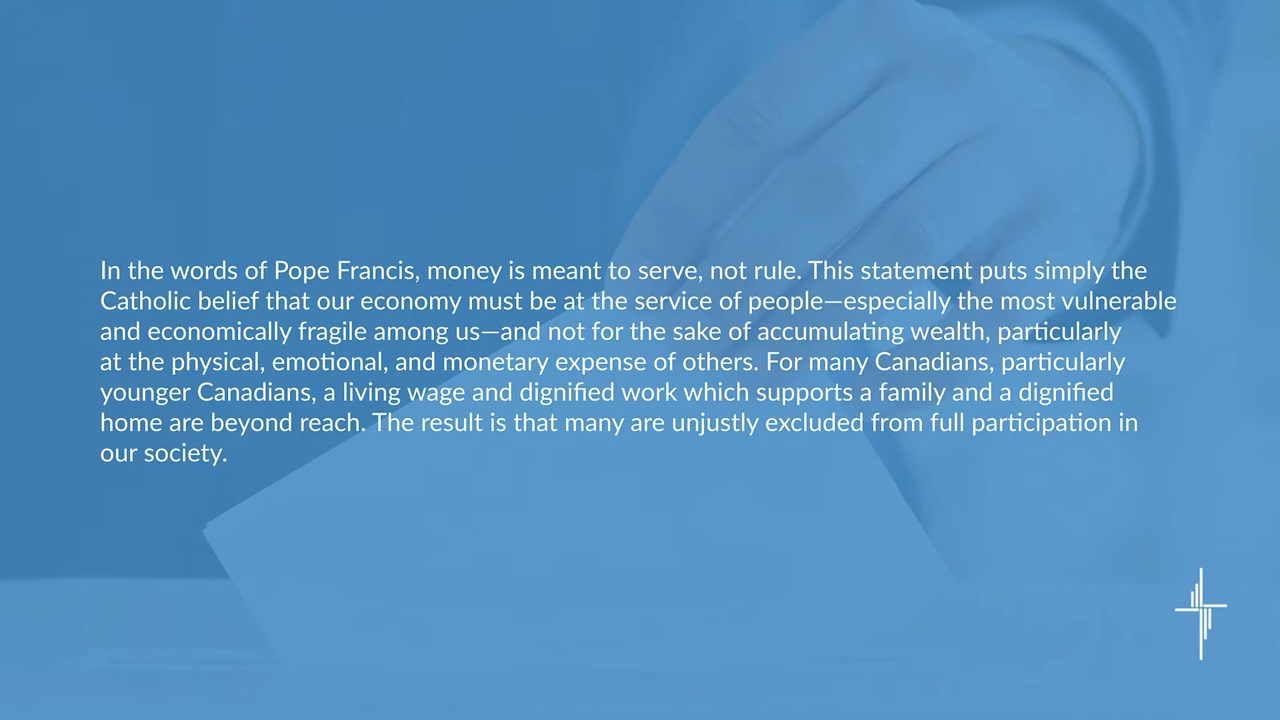 In the words of Pope Francis, money is meant to serve, not rule. This statement puts simply the
Catholic belief that our economy must be at the service of people—especially the most vulnerable
and economically fragile among us—and not for the sake of accumulating wealth, particularly
at the physical, emotional, and monetary expense of others. For many Canadians, particularly
younger Canadians, a living wage and dignified work which supports a family and a dignified
home are beyond reach. The result is that many are unjustly excluded from full participation in
our society.